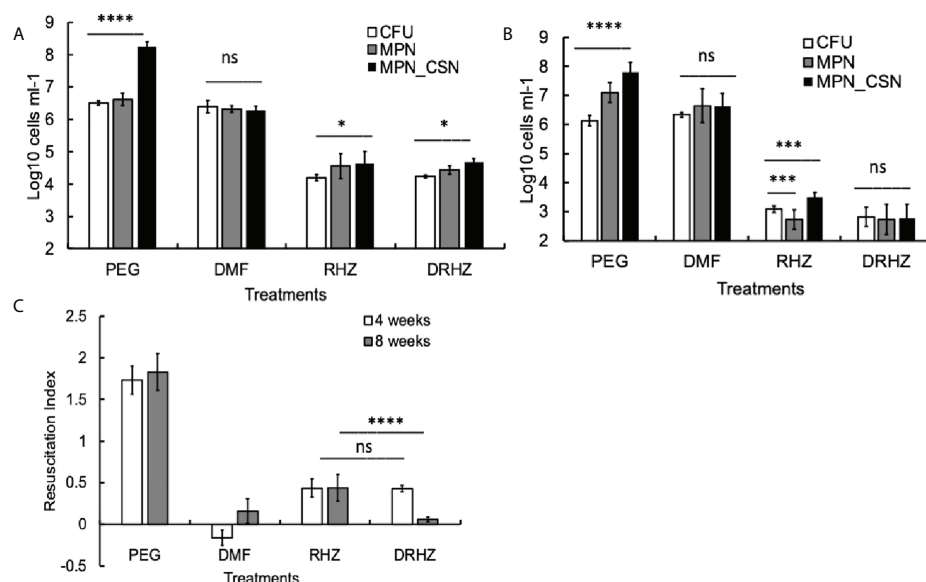 A
Log10 cells ml-1
9
8
7
6
5
4
3
2
****
ns
*
*
CFU
MPN
MPN_CSN
PEG
DMF
RHZ
DRHZ
Treatments
B
Log10 cells ml-1
9
8
7
6
5
4
3
2
****
ns
***
***
ns
CFU
MPN
MPN_CSN
PEG
DMF
RHZ
DRHZ
Treatments
C
Resuscitation Index
2.5
2
1.5
1
0.5
0
-0.5
4 weeks
8 weeks
****
ns
PEG
DMF
RHZ
DRHZ
Treatments